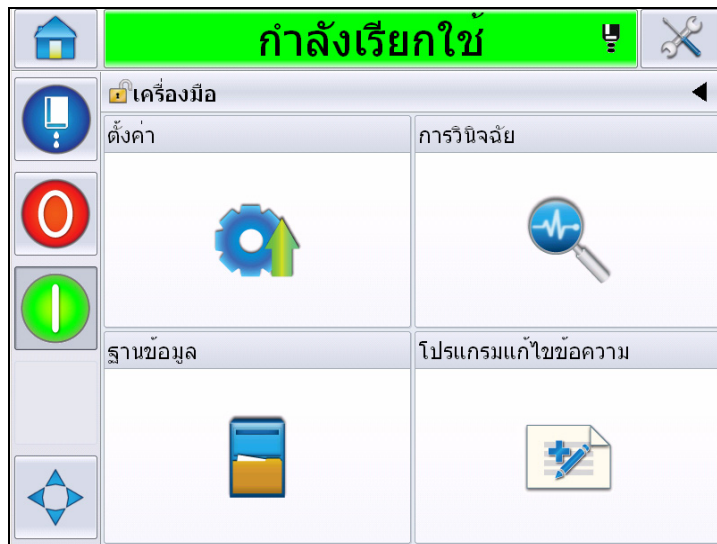 กำลังเรียกใช้
เครื่องมือ
ตั้งค่า
การวินิจฉัย
ฐานข้อมูล
โปรแกรมแก้ไขข้อความ